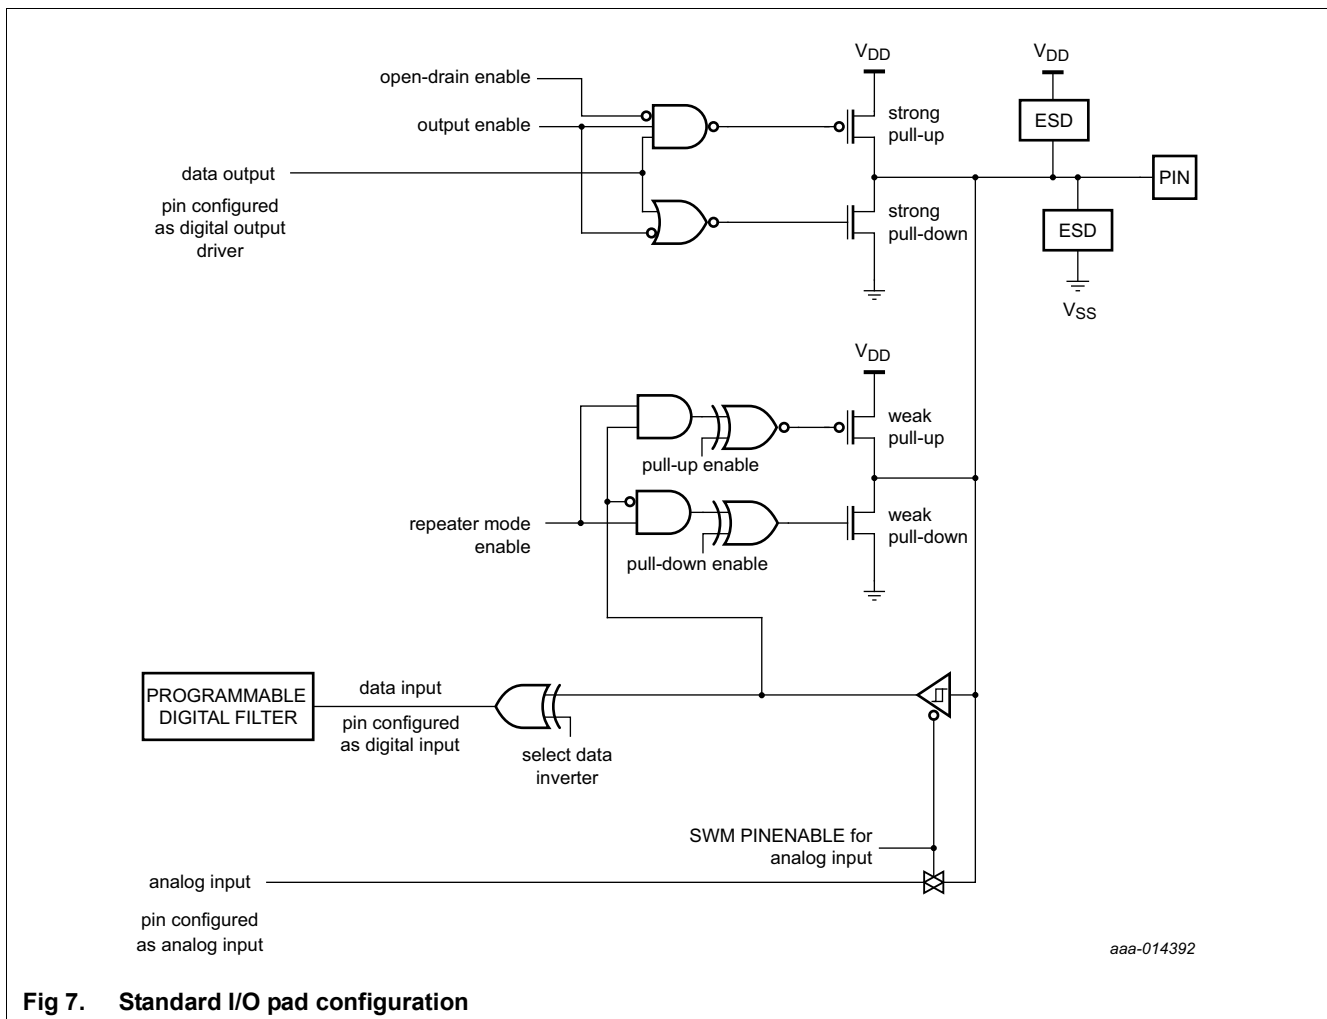 V_DD
V_DD
open-drain enable
ESD
strong
pull-up
output enable
data output
PIN
pin configured
as digital output
driver
strong
pull-down
ESD
V_SS
V_DD
weak
pull-up
pull-up enable
repeater mode
enable
weak
pull-down
pull-down enable
PROGRAMMABLE
DIGITAL FILTER
data input
pin configured
as digital input
select data
inverter
SWM PINENABLE for
analog input
analog input
pin configured
as analog input
aaa-014392
Fig 7. Standard I/O pad configuration